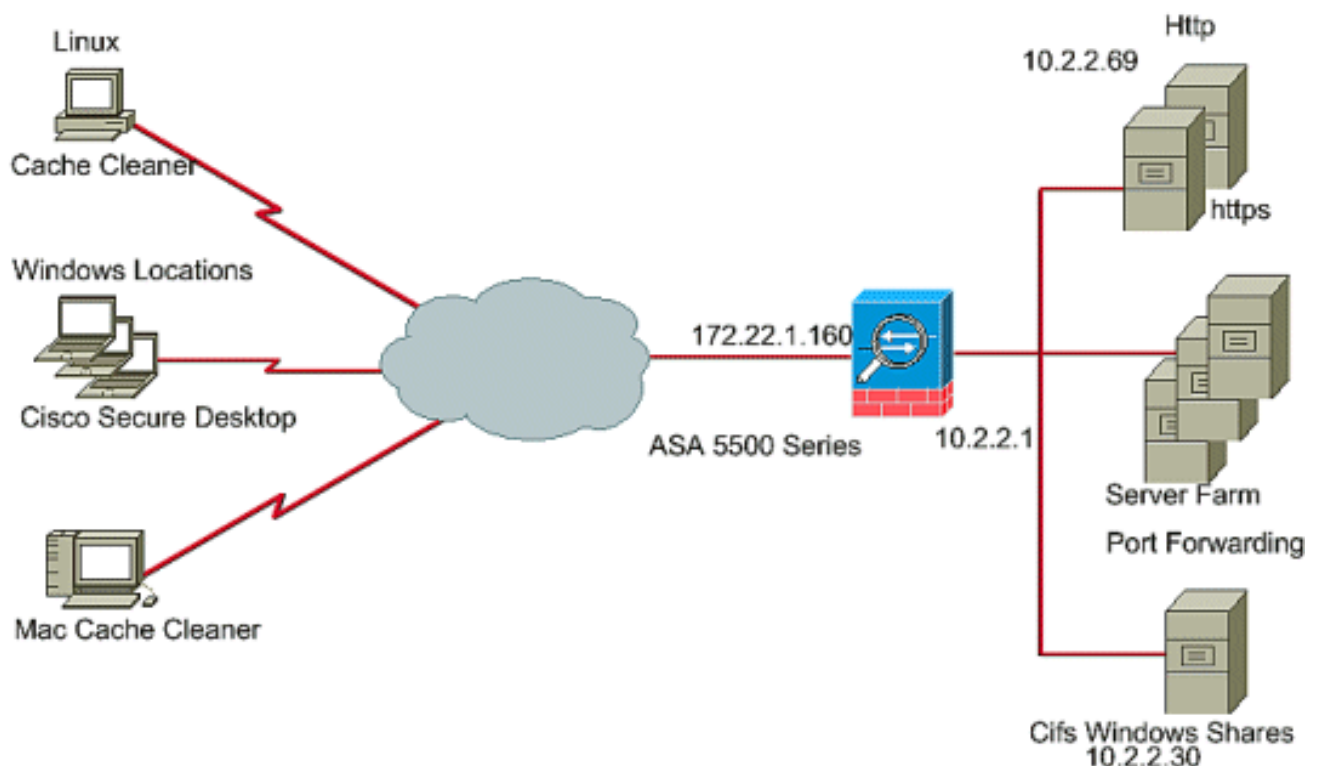 Linux
Cache Cleaner
Windows Locations
Cisco Secure Desktop
Mac Cache Cleaner
172.22.1.160
ASA 5500 Series
10.2.2.1
Http
10.2.2.69
https
Server Farm
Port Forwarding
Cifs Windows Shares
10.2.2.30